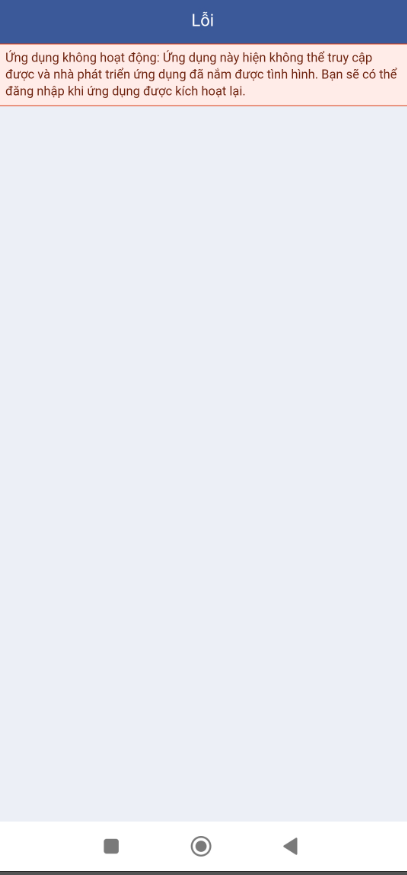 Lỗi
Ứng dụng không hoạt động: Ứng dụng này hiện không thể truy cập
được và nhà phát triển ứng dụng đã nắm được tình hình. Bạn sẽ có thể
đăng nhập khi ứng dụng được kích hoạt lại.